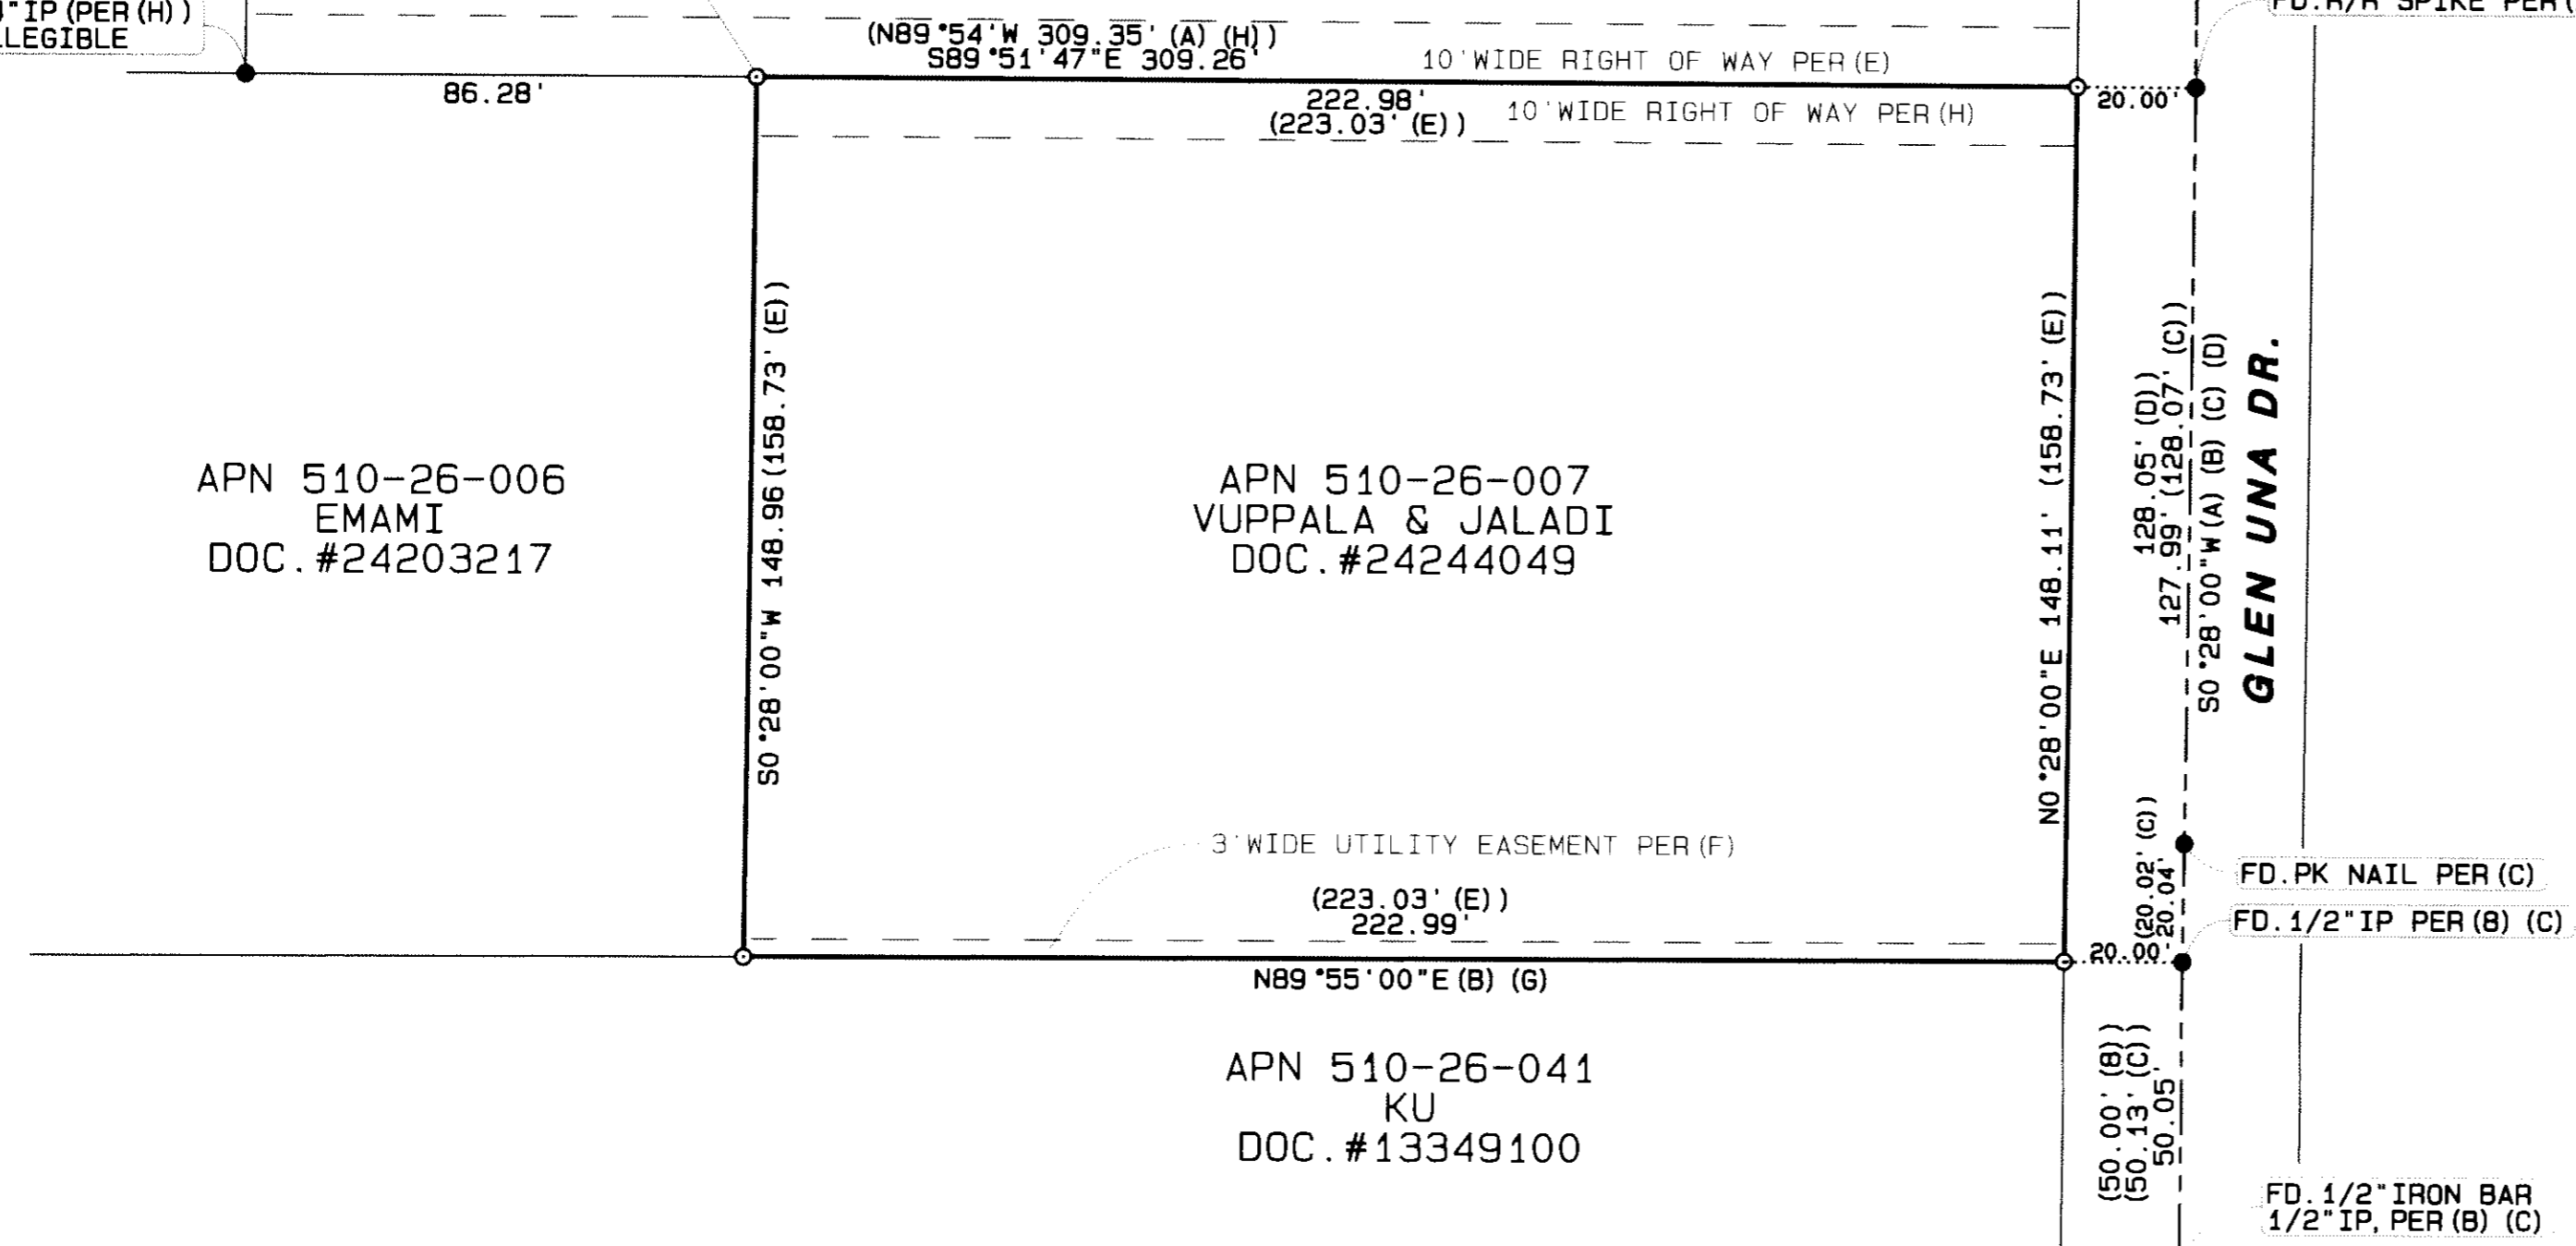 "IP (PER (H))
LEGIBLE
(N89°54'W 309.35' (A) (H))
S89°51'47"E 309.26'
10'WIDE RIGHT OF WAY PER (E)
86.28'
222.98'
(223.03' (E))
10'WIDE RIGHT OF WAY PER (H)
20.00'
S0°28'00"W 148.96 (158.73' (E))
N0°28'00"E 148.11' (158.73' (E))
128.05' (D))
127.99' (128.07' (C))
S0°28'00"W (A) (B) (C) (D)
GLEN UNA DR.
APN 510-26-006
EMAMI
DOC.#24203217
APN 510-26-007
VUPPALA & JALADI
DOC.#24244049
3'WIDE UTILITY EASEMENT PER (F)
(223.03' (E))
222.99'
N89°55'00"E (B) (G)
(20.02' (C))
20.04'
20.00'
FD.PK NAIL PER (C)
FD.1/2"IP PER (B) (C)
APN 510-26-041
KU
DOC.#13349100
(50.00' (B))
(50.13' (C))
50.05'
FD.1/2"IRON BAR
1/2"IP, PER (B) (C)